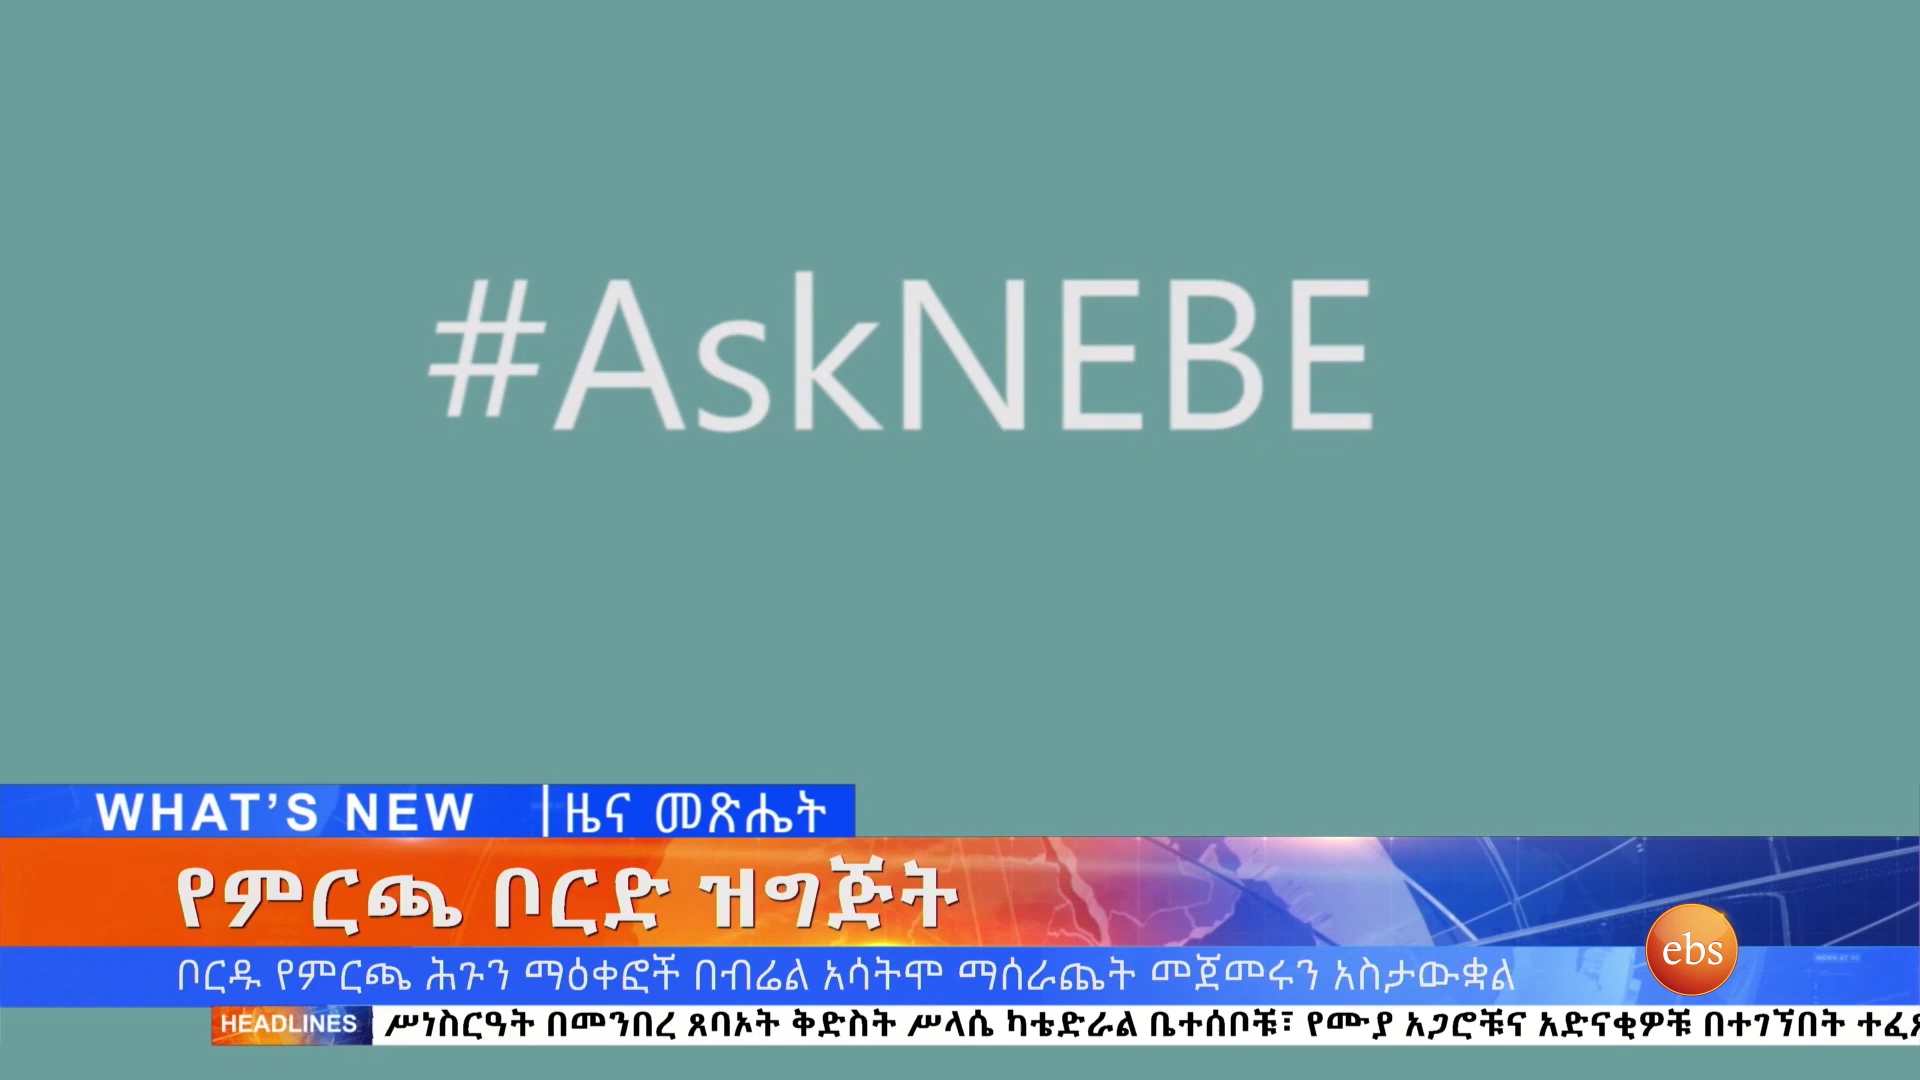 #AskNEBE
WHAT'S NEW |ዜና መጽሔት
የምርጫ ቦርድ ዝግጅት
ቦርዱ የምርጫ ሕጉን ማዕቀፎች በብሬል አሳትሞ ማሰራጨት መጀመሩን አስታውቋል
ebs
HEADLINES ሥነስርዓት በመንበረ ጸባኦት ቅድስት ሥላሴ ካቴድራል ቤተሰቦቹ፣ የሙያ አጋሮቹና አድናቂዎቹ በተገኘበት